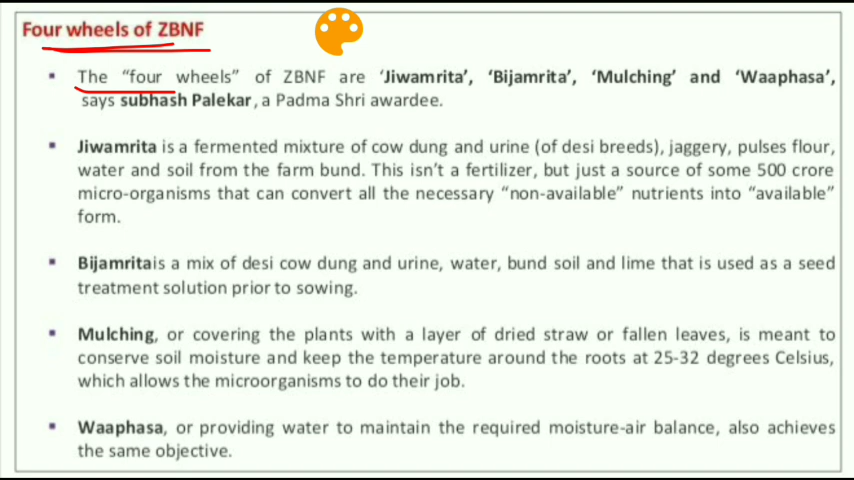 Four wheels of ZBNF
▪ The “four wheels” of ZBNF are ‘Jiwamrita’, ‘Bijamrita’, ‘Mulching’ and ‘Waaphasa’,
says subhash Palekar, a Padma Shri awardee.
▪ Jiwamrita is a fermented mixture of cow dung and urine (of desi breeds), jaggery, pulses flour,
water and soil from the farm bund. This isn’t a fertilizer, but just a source of some 500 crore
micro-organisms that can convert all the necessary “non-available” nutrients into “available”
form.
▪ Bijamritais a mix of desi cow dung and urine, water, bund soil and lime that is used as a seed
treatment solution prior to sowing.
▪ Mulching, or covering the plants with a layer of dried straw or fallen leaves, is meant to
conserve soil moisture and keep the temperature around the roots at 25-32 degrees Celsius,
which allows the microorganisms to do their job.
▪ Waaphasa, or providing water to maintain the required moisture-air balance, also achieves
the same objective.